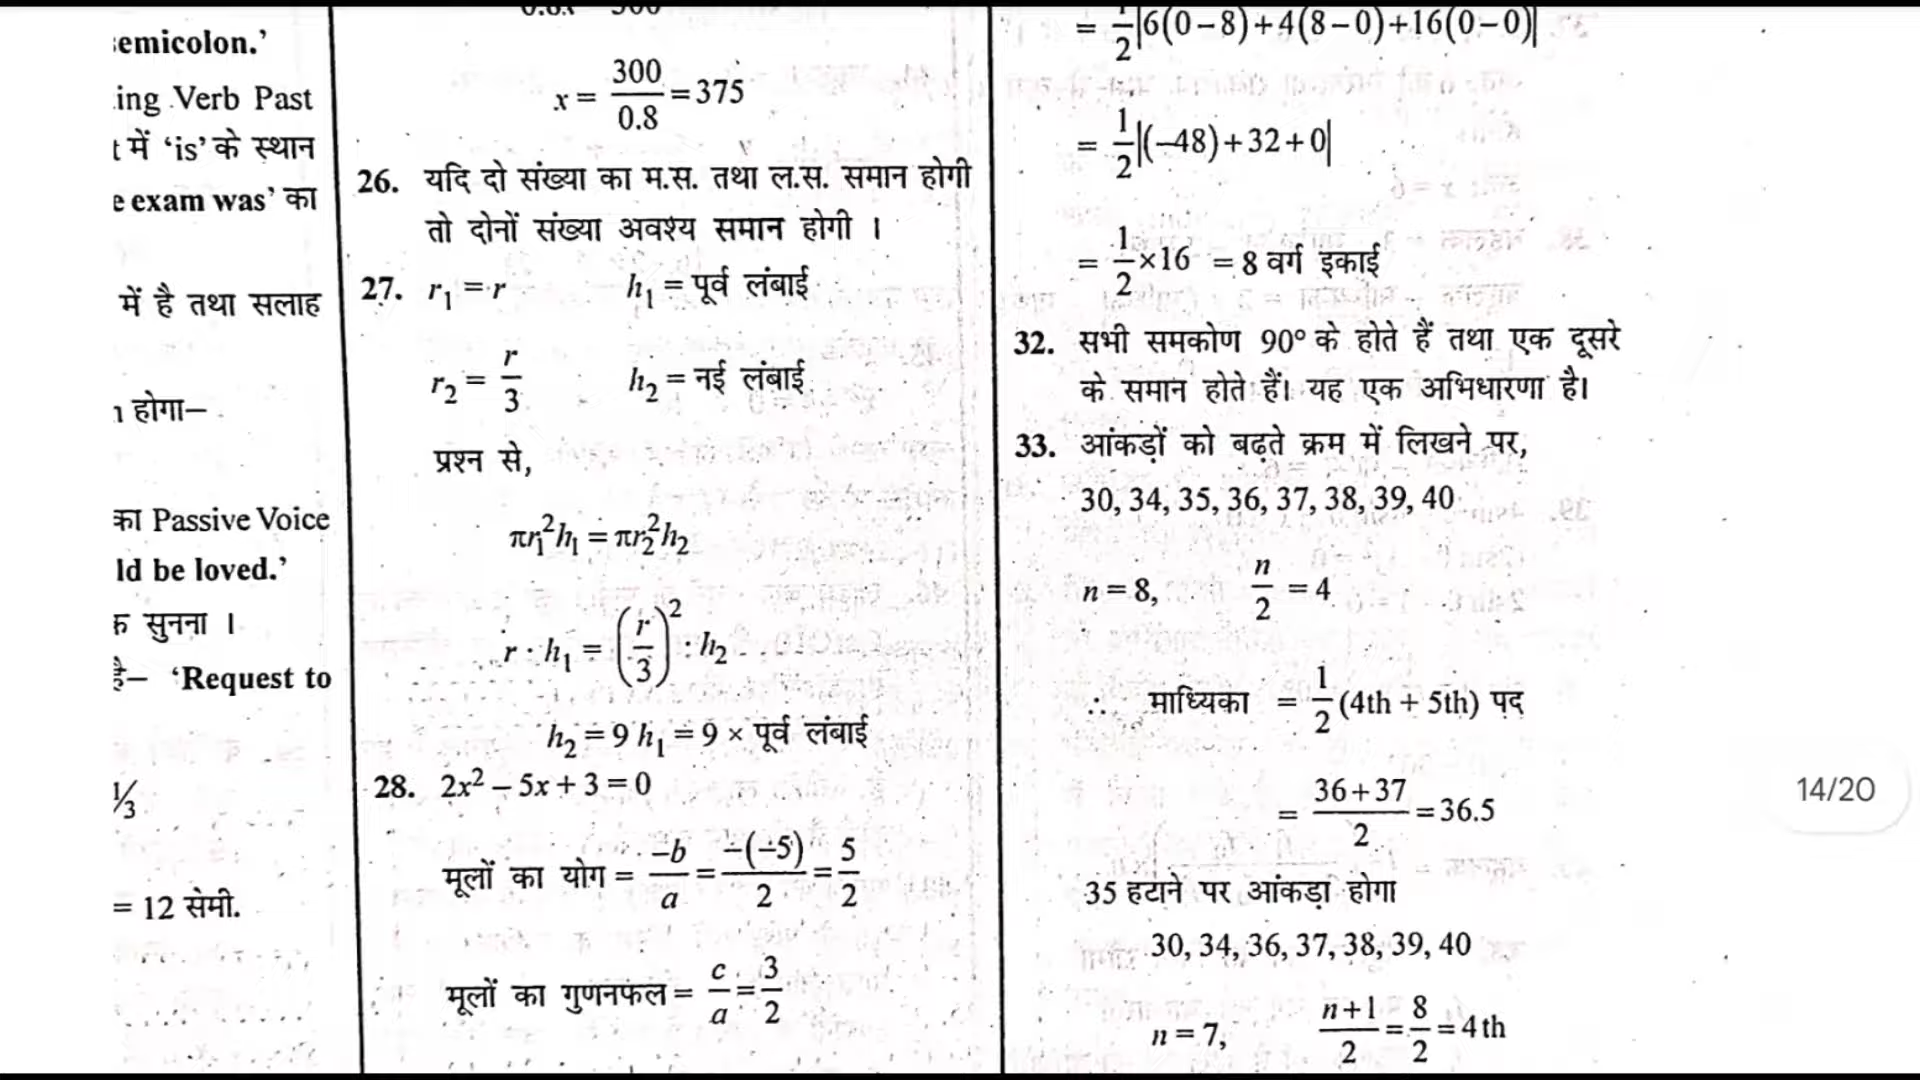 semicolon.’
ing Verb Past
में ‘is’ के स्थान
exam was’ का
में है तथा सलाह
होगा–
का Passive Voice
ld be loved.’
सुनना ।
‘Request to
1/3
= 12 सेमी.
x = 300/0.8 = 375
26. यदि दो संख्या का म.स. तथा ल.स. समान होगी
तो दोनों संख्या अवश्य समान होगी ।
27. r₁ = r h₁ = पूर्व लंबाई
r₂ = r/3 h₂ = नई लंबाई
प्रश्न से,
πr₁²h₁ = πr₂²h₂
r · h₁ = (r/3)² · h₂
h₂ = 9 h₁ = 9 × पूर्व लंबाई
28. 2x² – 5x + 3 = 0
मूलों का योग = –b/a = –(–5)/2 = 5/2
मूलों का गुणनफल = c/a = 3/2
= 1/2|6(0–8)+4(8–0)+16(0–0)|
= 1/2|(–48)+32+0|
= 1/2×16 = 8 वर्ग इकाई
32. सभी समकोण 90° के होते हैं तथा एक दूसरे
के समान होते हैं। यह एक अभिधारणा है।
33. आंकड़ों को बढ़ते क्रम में लिखने पर,
30, 34, 35, 36, 37, 38, 39, 40
n = 8, n/2 = 4
∴ माध्यिका = 1/2 (4th + 5th) पद
= 36+37/2 = 36.5
35 हटाने पर आंकड़ा होगा
30, 34, 36, 37, 38, 39, 40
n = 7, n+1/2 = 8/2 = 4th
14/20